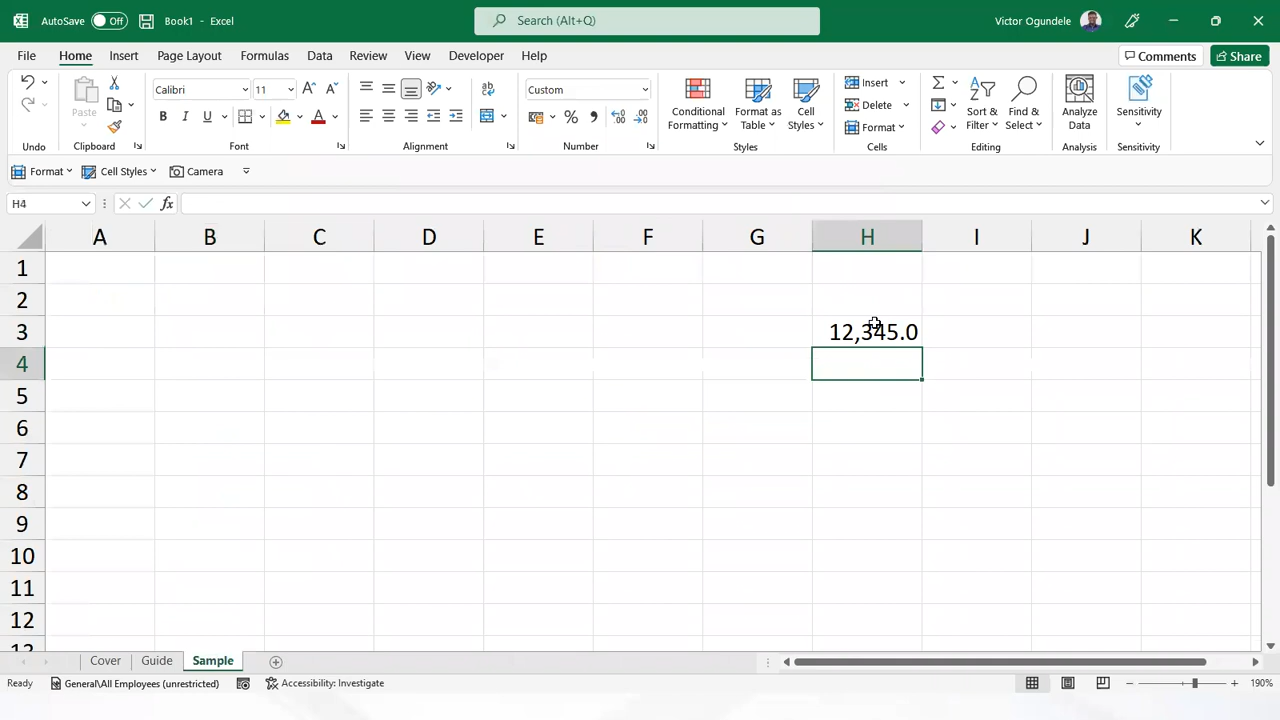 AutoSave Off Book1 - Excel Search (Alt+Q) Victor Ogundele
File Home Insert Page Layout Formulas Data Review View Developer Help Comments Share
Calibri 11 Custom
Paste
Conditional Formatting Format as Table Cell Styles
Insert
Delete
Format
Sort & Filter Find & Select Analyze Data Sensitivity
Undo Clipboard Font Alignment Number Styles Cells Editing Analysis Sensitivity
Format Cell Styles Camera
H4 fx
A B C D E F G H I J K
1
2
3 12,345.0
4
5
6
7
8
9
10
11
12
Cover Guide Sample
Ready General\All Employees (unrestricted) Accessibility: Investigate 190%